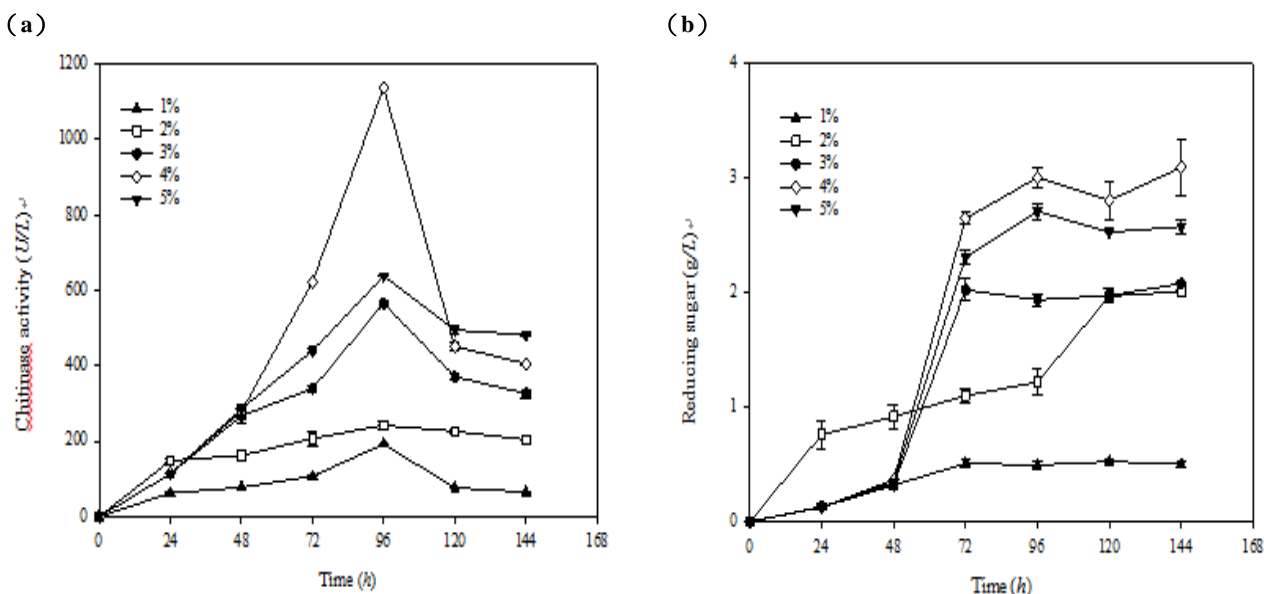 (a)
1200
1000
800
600
400
200
0
Chitinase activity (U/L)↵
1%
2%
3%
4%
5%
0 24 48 72 96 120 144 168
Time (h)
(b)
4
3
2
1
0
Reducing sugar (g/L)↵
1%
2%
3%
4%
5%
0 24 48 72 96 120 144 168
Time (h)